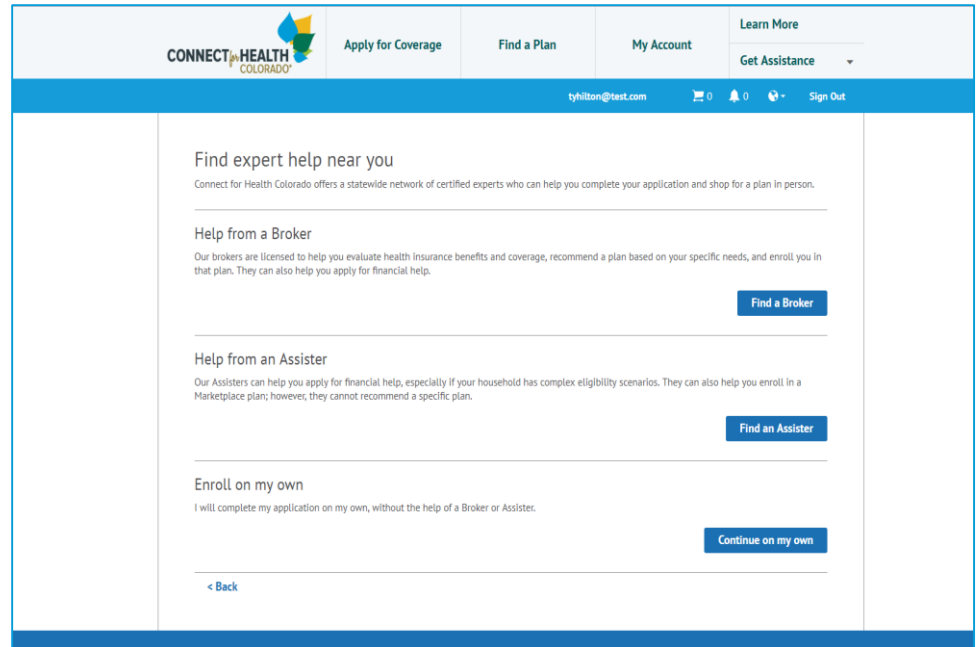 CONNECT for HEALTH
COLORADO®
Apply for Coverage
Find a Plan
My Account
Learn More
Get Assistance
tyhilton@test.com
0
0
Sign Out
Find expert help near you
Connect for Health Colorado offers a statewide network of certified experts who can help you complete your application and shop for a plan in person.
Help from a Broker
Our brokers are licensed to help you evaluate health insurance benefits and coverage, recommend a plan based on your specific needs, and enroll you in
that plan. They can also help you apply for financial help.
Find a Broker
Help from an Assister
Our Assisters can help you apply for financial help, especially if your household has complex eligibility scenarios. They can also help you enroll in a
Marketplace plan; however, they cannot recommend a specific plan.
Find an Assister
Enroll on my own
I will complete my application on my own, without the help of a Broker or Assister.
Continue on my own
< Back